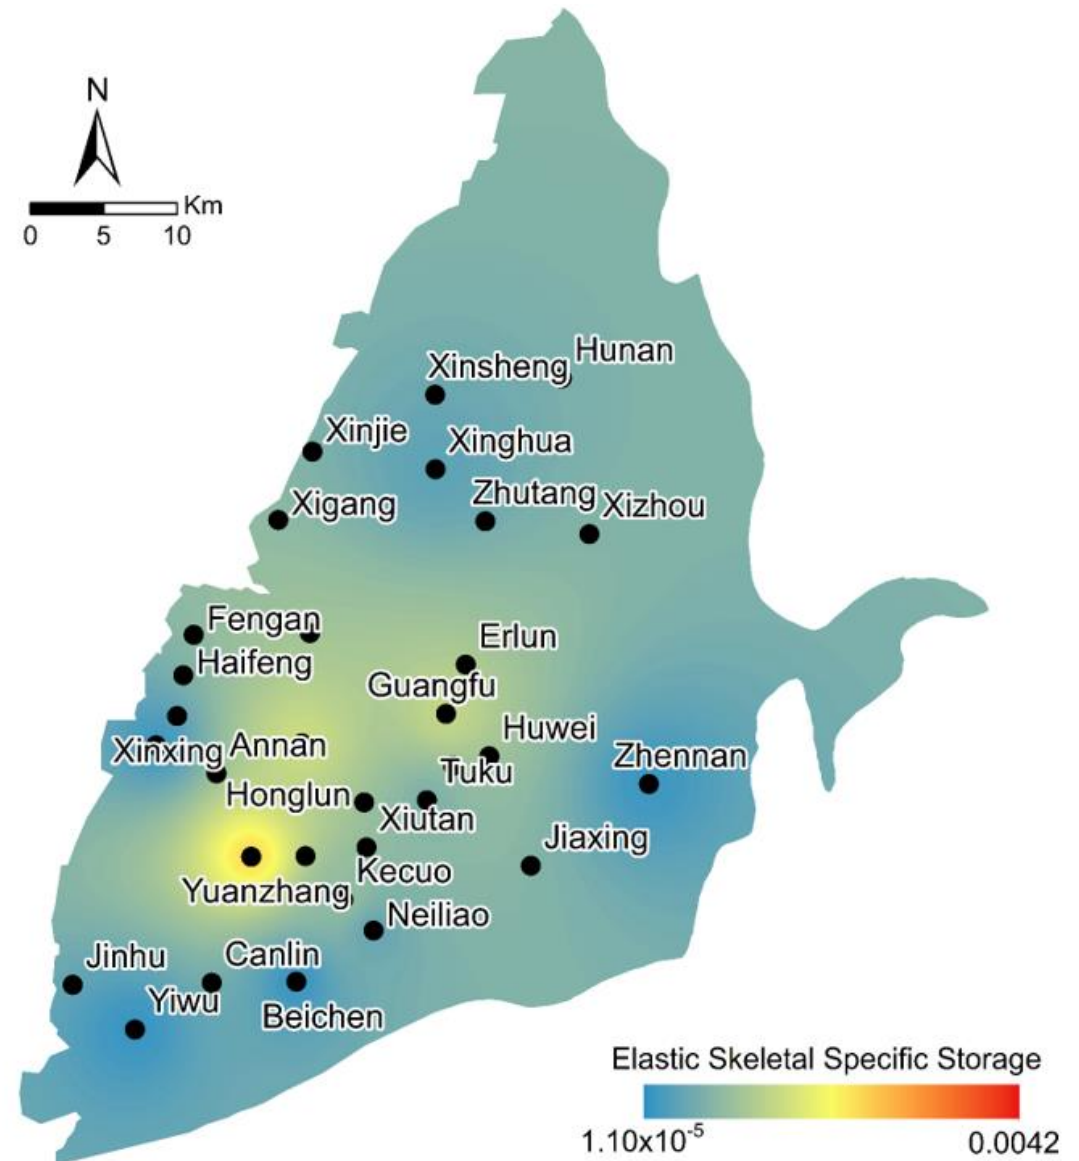 N
Km
0 5 10
Hunan
Xinsheng
Xinjie
Xinghua
Zhutang
Xizhou
Xigang
Fengan
Erlun
Haifeng
Guangfu
Huwei
Xinxing
Annan
Zhennan
Tuku
Honglun
Xiutan
Jiaxing
Kecuo
Yuanzhang
Neiliao
Jinhu
Canlin
Yiwu
Beichen
Elastic Skeletal Specific Storage
1.10x10⁻⁵ 0.0042